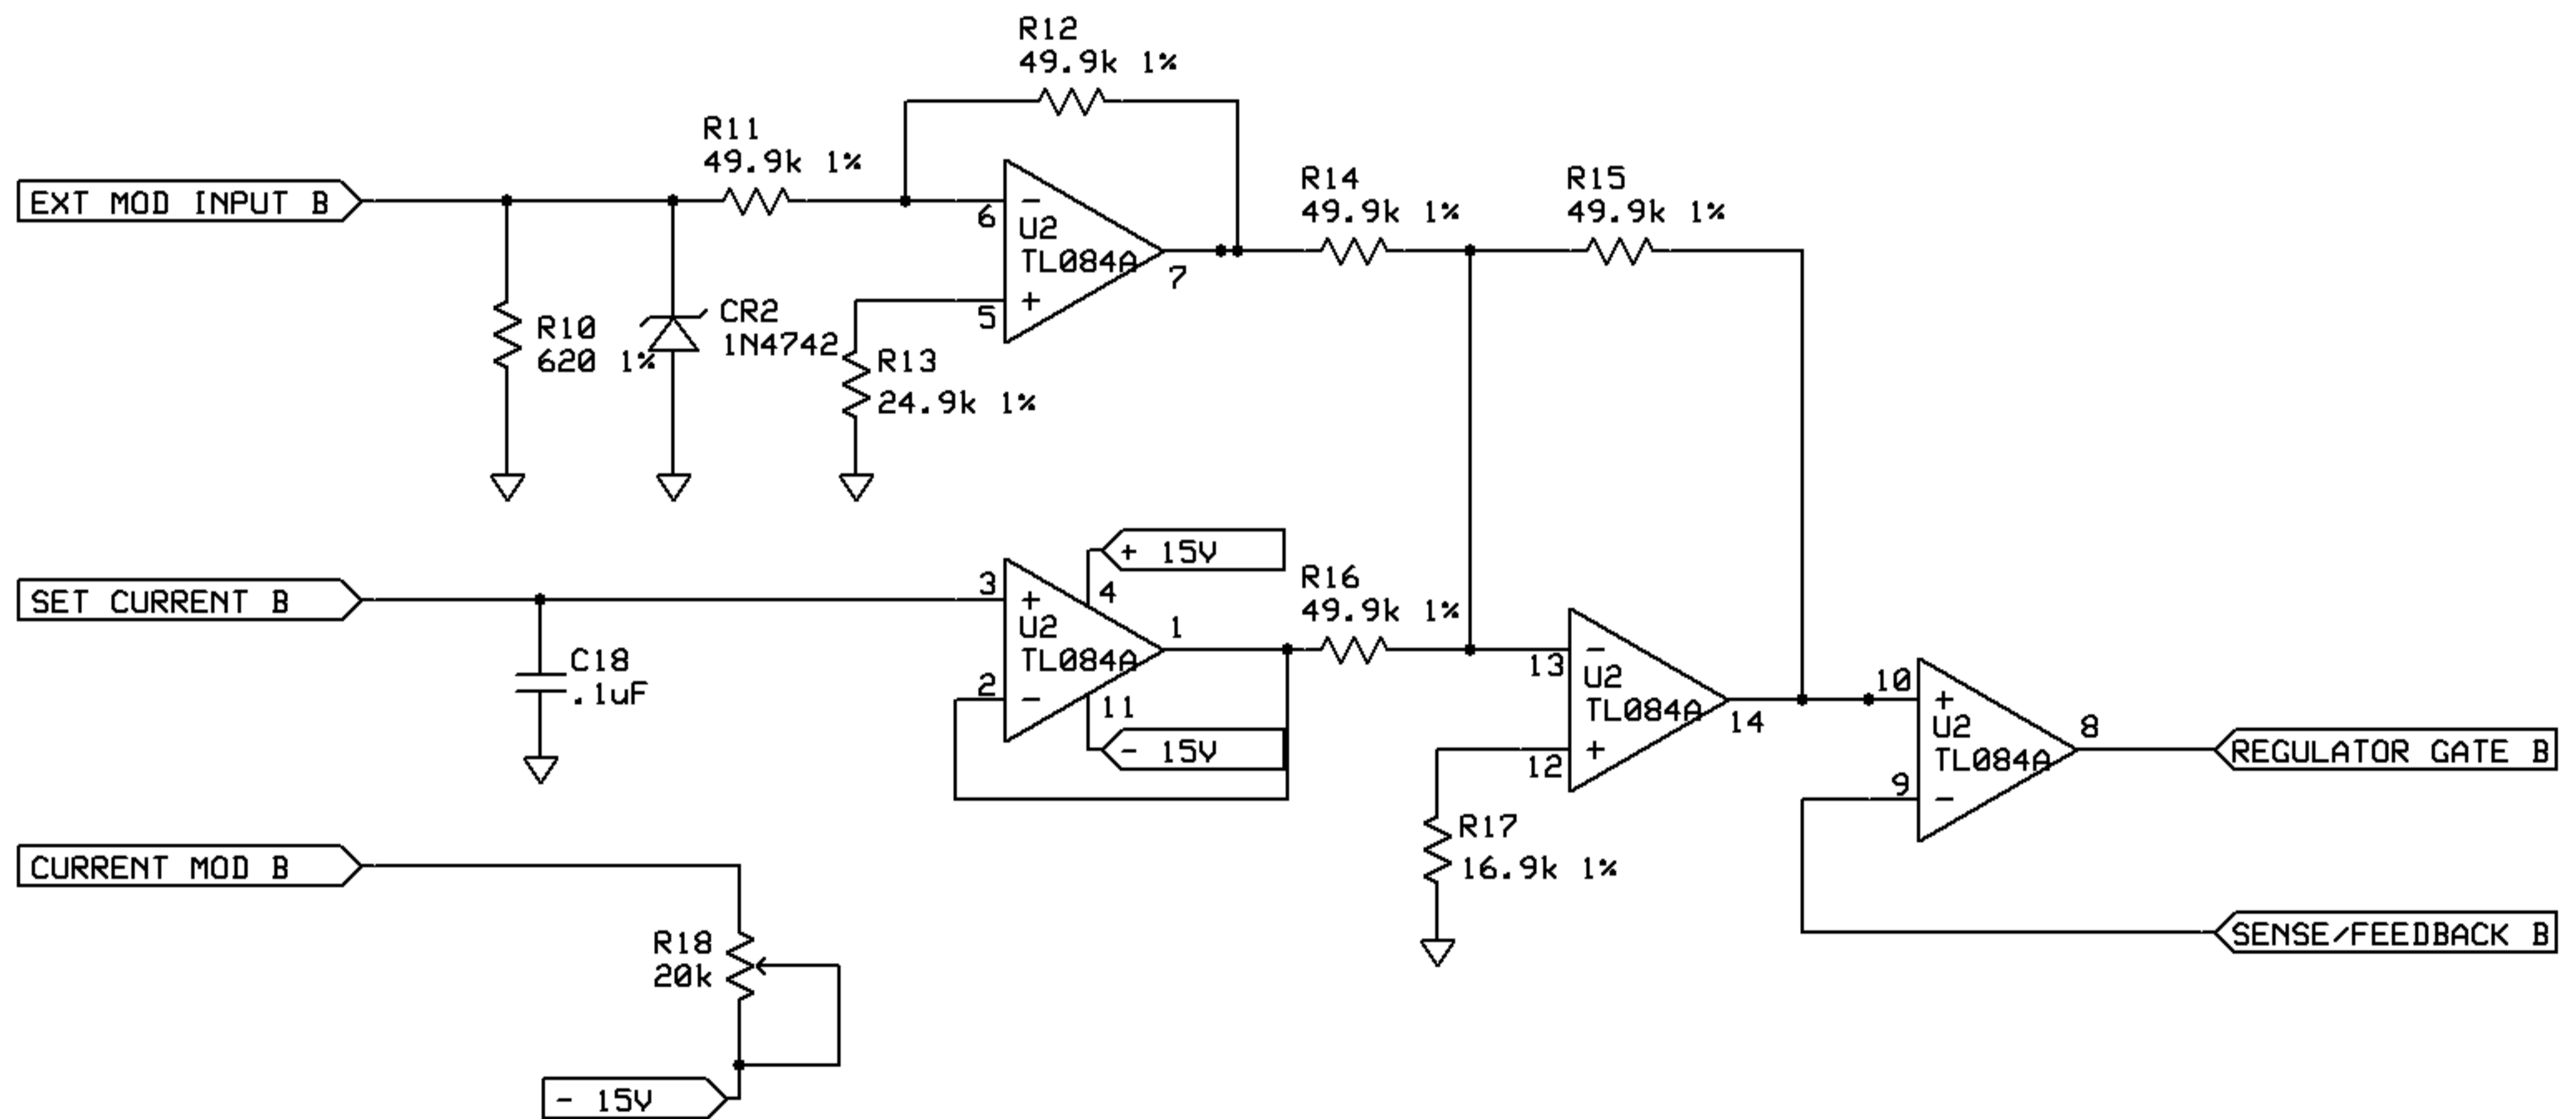 R12
49.9k 1%
R11
49.9k 1%
EXT MOD INPUT B
R14
49.9k 1%
R15
49.9k 1%
-
6
U2
TL084A
7
+
5
R10
620 1%
CR2
1N4742
R13
24.9k 1%
+ 15V
SET CURRENT B
3
+
4
U2
TL084A
1
R16
49.9k 1%
C18
.1uF
2
-
11
- 15V
13
-
U2
TL084A
14
+
12
10
+
U2
TL084A
8
REGULATOR GATE B
9
-
R17
16.9k 1%
CURRENT MOD B
SENSE/FEEDBACK B
R18
20k
- 15V